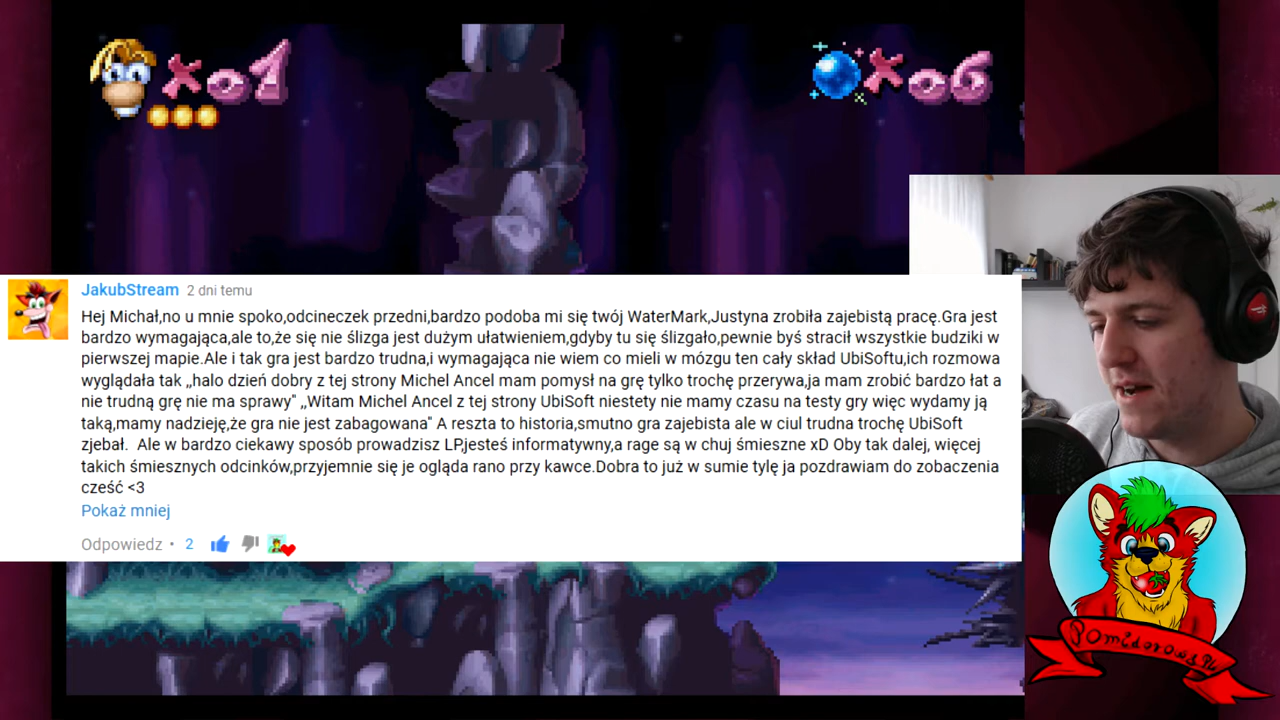 x01
x06
JakubStream 2 dni temu
Hej Michał,no u mnie spoko,odcineczek przedni,bardzo podoba mi się twój WaterMark,Justyna zrobiła zajebistą pracę.Gra jest
bardzo wymagająca,ale to,że się nie ślizga jest dużym ułatwieniem,gdyby tu się ślizgało,pewnie byś stracił wszystkie budziki w
pierwszej mapie.Ale i tak gra jest bardzo trudna,i wymagająca nie wiem co mieli w mózgu ten cały skład UbiSoftu,ich rozmowa
wyglądała tak ,,halo dzień dobry z tej strony Michel Ancel mam pomysł na grę tylko trochę przerywa,ja mam zrobić bardzo łat a
nie trudną grę nie ma sprawy" ,,Witam Michel Ancel z tej strony UbiSoft niestety nie mamy czasu na testy gry więc wydamy ją
taką,mamy nadzieję,że gra nie jest zabagowana" A reszta to historia,smutno gra zajebista ale w ciul trudna trochę UbiSoft
zjebał. Ale w bardzo ciekawy sposób prowadzisz LP,jesteś informatywny,a rage są w chuj śmieszne xD Oby tak dalej, więcej
takich śmiesznych odcinków,przyjemnie się je ogląda rano przy kawce.Dobra to już w sumie tylę ja pozdrawiam do zobaczenia
cześć <3
Pokaż mniej
Odpowiedz • 2
PomidorowyPL